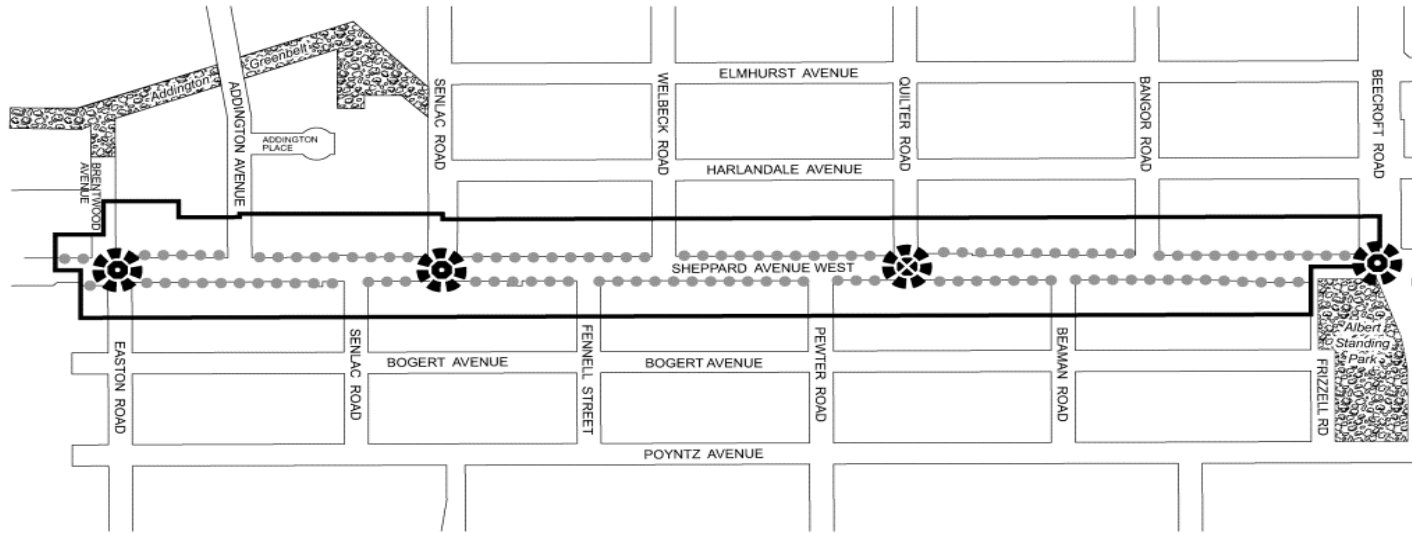 ELMHURST AVENUE
Addington Greenbelt
ADDINGTON AVENUE
ADDINGTON
PLACE
SENLAC ROAD
WELBECK ROAD
QUILTER ROAD
BANGOR ROAD
BEECROFT ROAD
BRENTWOOD
AVENUE
HARLANDALE AVENUE
SHEPPARD AVENUE WEST
EASTON ROAD
SENLAC ROAD
BOGERT AVENUE
FENNELL STREET
BOGERT AVENUE
PEWTER ROAD
BEAMAN ROAD
FRIZZELL RD
Albert
Standing
Park
POYNTZ AVENUE